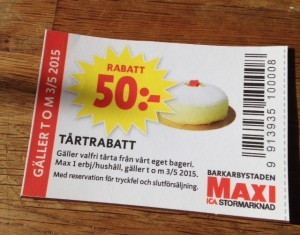 GÄLLER T O M 3/5 2015
RABATT
50:-
TÅRTRABATT
Gäller valfri tårta från vårt eget bageri.
Max 1 erbj/hushåll, gäller t o m 3/5 2015,
Med reservation för tryckfel och slutförsäljning.
9 913935 100008
BARKARBYSTADEN
MAXI
ICA STORMARKNAD